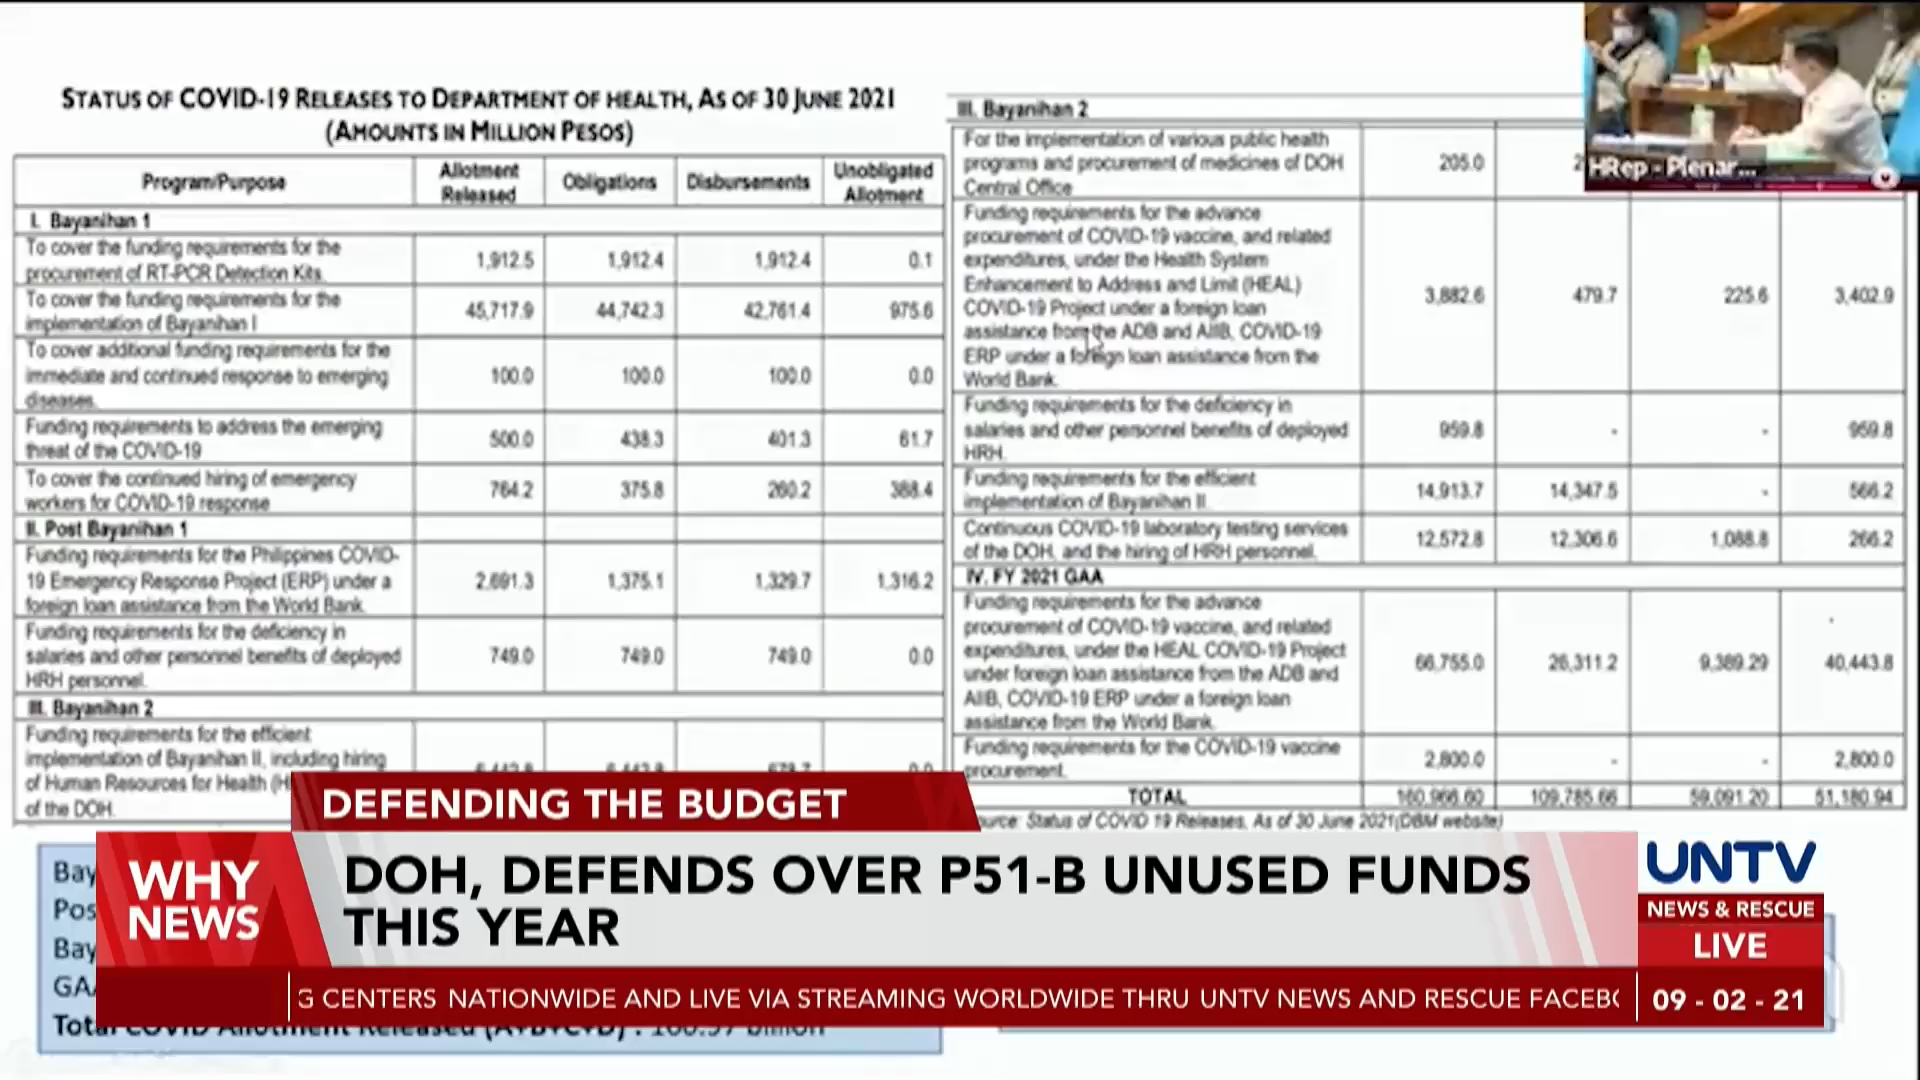 STATUS OF COVID-19 RELEASES TO DEPARTMENT OF HEALTH, AS OF 30 JUNE 2021
(AMOUNTS IN MILLION PESOS)
Program/Purpose Allotment Released Obligations Disbursements Unobligated Allotment
I. Bayanihan 1
To cover the funding requirements for the
procurement of RT-PCR Detection Kits. 1,912.5 1,912.4 1,912.4 0.1
To cover the funding requirements for the
implementation of Bayanihan I 45,717.9 44,742.3 42,761.4 975.6
To cover additional funding requirements for the
immediate and continued response to emerging 100.0 100.0 100.0 0.0
diseases.
Funding requirements to address the emerging
threat of the COVID-19 500.0 438.3 401.3 61.7
To cover the continued hiring of emergency
workers for COVID-19 response 764.2 375.8 260.2 388.4
II. Post Bayanihan 1
Funding requirements for the Philippines COVID-
19 Emergency Response Project (ERP) under a 2,691.3 1,375.1 1,329.7 1,316.2
foreign loan assistance from the World Bank.
Funding requirements for the deficiency in
salaries and other personnel benefits of deployed 749.0 749.0 749.0 0.0
HRH personnel.
III. Bayanihan 2
Funding requirements for the efficient
implementation of Bayanihan II, including hiring
of Human Resources for Health
of the DOH.
III. Bayanihan 2
For the implementation of various public health
programs and procurement of medicines of DOH 205.0
Central Office
Funding requirements for the advance
procurement of COVID-19 vaccine, and related
expenditures, under the Health System
Enhancement to Address and Limit (HEAL) 3,882.6 479.7 225.6 3,402.9
COVID-19 Project under a foreign loan
assistance from the ADB and AIIB, COVID-19
ERP under a foreign loan assistance from the
World Bank.
Funding requirements for the deficiency in
salaries and other personnel benefits of deployed 959.8 - - 959.8
HRH.
Funding requirements for the efficient
implementation of Bayanihan II. 14,913.7 14,347.5 - 566.2
Continuous COVID-19 laboratory testing services
of the DOH, and the hiring of HRH personnel. 12,572.8 12,306.6 1,088.8 266.2
IV. FY 2021 GAA
Funding requirements for the advance
procurement of COVID-19 vaccine, and related
expenditures, under the HEAL COVID-19 Project
under foreign loan assistance from the ADB and 66,755.0 26,311.2 9,389.29 40,443.8
AIIB, COVID-19 ERP under a foreign loan
assistance from the World Bank.
Funding requirements for the COVID-19 vaccine
procurement. 2,800.0 - - 2,800.0
TOTAL 160,966.60 109,785.66 59,091.20 51,180.94
Status of COVID 19 Releases, As of 30 June 2021(DBM website)
HRep - Plenar...
DEFENDING THE BUDGET
WHY
NEWS
DOH, DEFENDS OVER P51-B UNUSED FUNDS
THIS YEAR
UNTV
NEWS & RESCUE
LIVE
G CENTERS NATIONWIDE AND LIVE VIA STREAMING WORLDWIDE THRU UNTV NEWS AND RESCUE FACEB
09 - 02 - 21